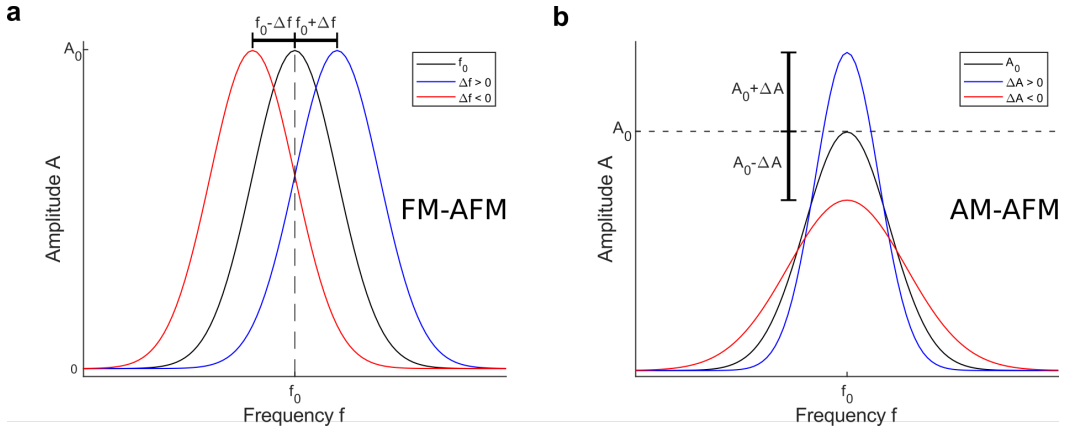 a
f₀-Δf f₀+Δf
A₀
f₀
Δf > 0
Δf < 0
Amplitude A
FM-AFM
0
f₀
Frequency f
b
A₀
ΔA > 0
ΔA < 0
A₀+ΔA
A₀
A₀-ΔA
Amplitude A
AM-AFM
f₀
Frequency f